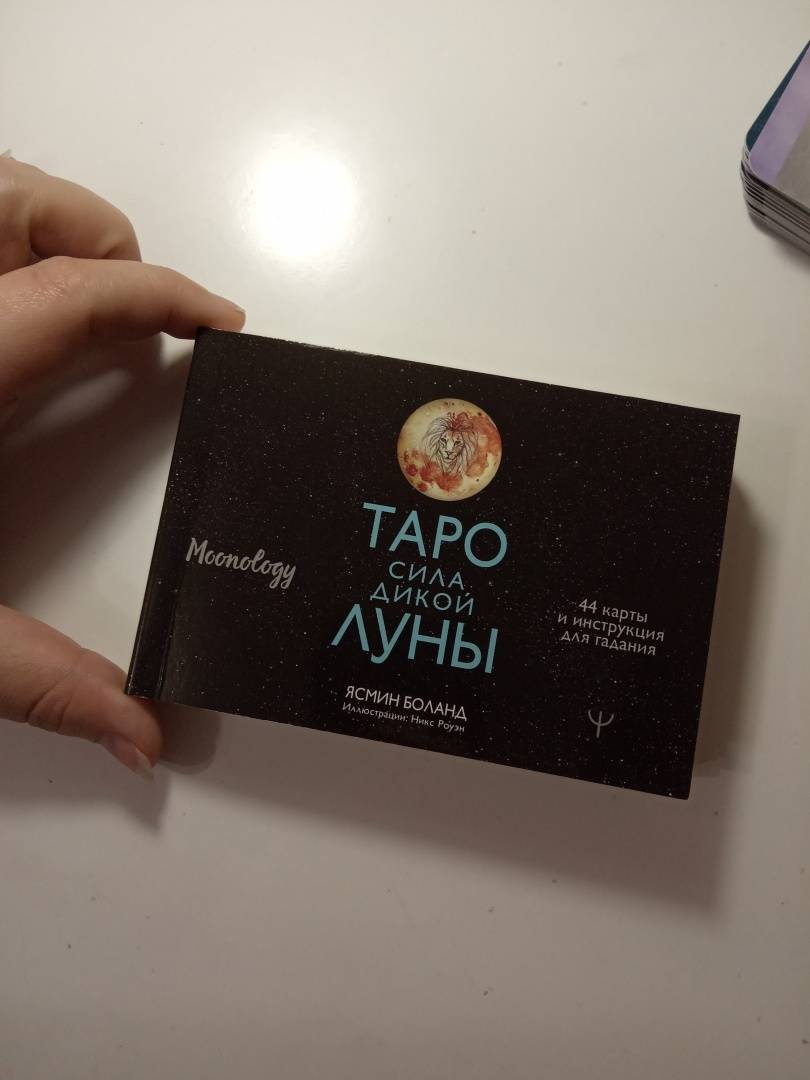 Moonology
ТАРО
СИЛА
ДИКОЙ
ЛУНЫ
ЯСМИН БОЛАНД
Иллюстрации: Никс Роуэн
44 карты
и инструкция
для гадания